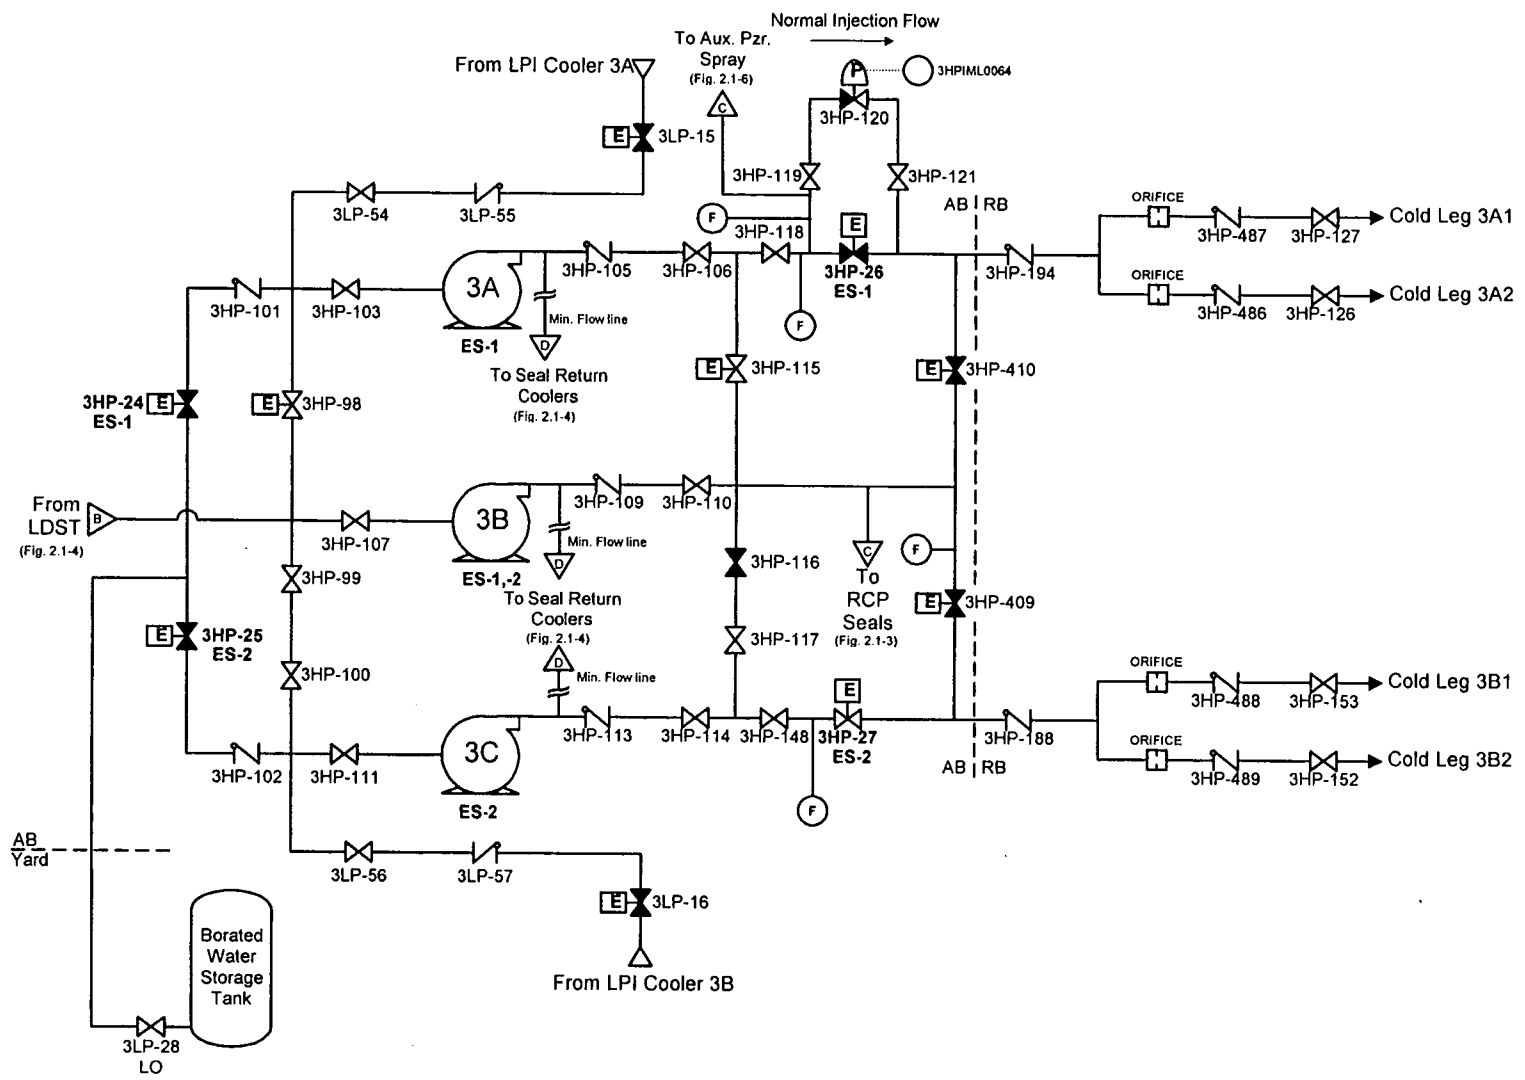 Normal Injection Flow
To Aux. Pzr.
Spray
(Fig. 2.1-6)
C
P
3HPIML0064
3HP-120
From LPI Cooler 3A
E
3LP-15
3HP-119
3HP-121
AB
RB
3LP-54
3LP-55
F
3HP-118
E
ORIFICE
3HP-487
3HP-127
Cold Leg 3A1
3HP-105
3HP-106
3HP-26
ES-1
3HP-194
3A
3HP-101
3HP-103
ORIFICE
3HP-486
3HP-126
Cold Leg 3A2
Min. Flow line
F
ES-1
D
To Seal Return
Coolers
(Fig. 2.1-4)
E
3HP-115
E
3HP-410
3HP-24
ES-1
E
E
3HP-98
3HP-109
3HP-110
From
LDST
(Fig. 2.1-4)
B
3HP-107
3B
Min. Flow line
D
ES-1,-2
C
To
RCP
Seals
(Fig. 2.1-3)
F
3HP-116
3HP-99
To Seal Return
Coolers
(Fig. 2.1-4)
D
E
3HP-409
E
3HP-25
ES-2
3HP-117
3HP-100
Min. Flow line
E
ORIFICE
3HP-488
3HP-153
Cold Leg 3B1
3HP-113
3HP-114
3HP-148
3HP-27
ES-2
3HP-188
3C
3HP-102
3HP-111
AB
RB
ORIFICE
3HP-489
3HP-152
Cold Leg 3B2
ES-2
F
AB
Yard
3LP-56
3LP-57
E
3LP-16
Borated
Water
Storage
Tank
From LPI Cooler 3B
3LP-28
LO